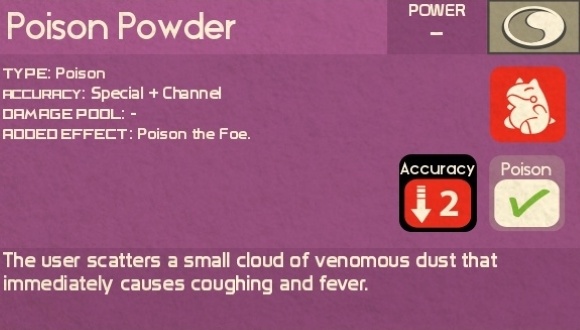 Poison Powder
POWER
–
TYPE: Poison
ACCURACY: Special + Channel
DAMAGE POOL: -
ADDED EFFECT: Poison the Foe.
Accuracy
2
Poison
The user scatters a small cloud of venomous dust that
immediately causes coughing and fever.